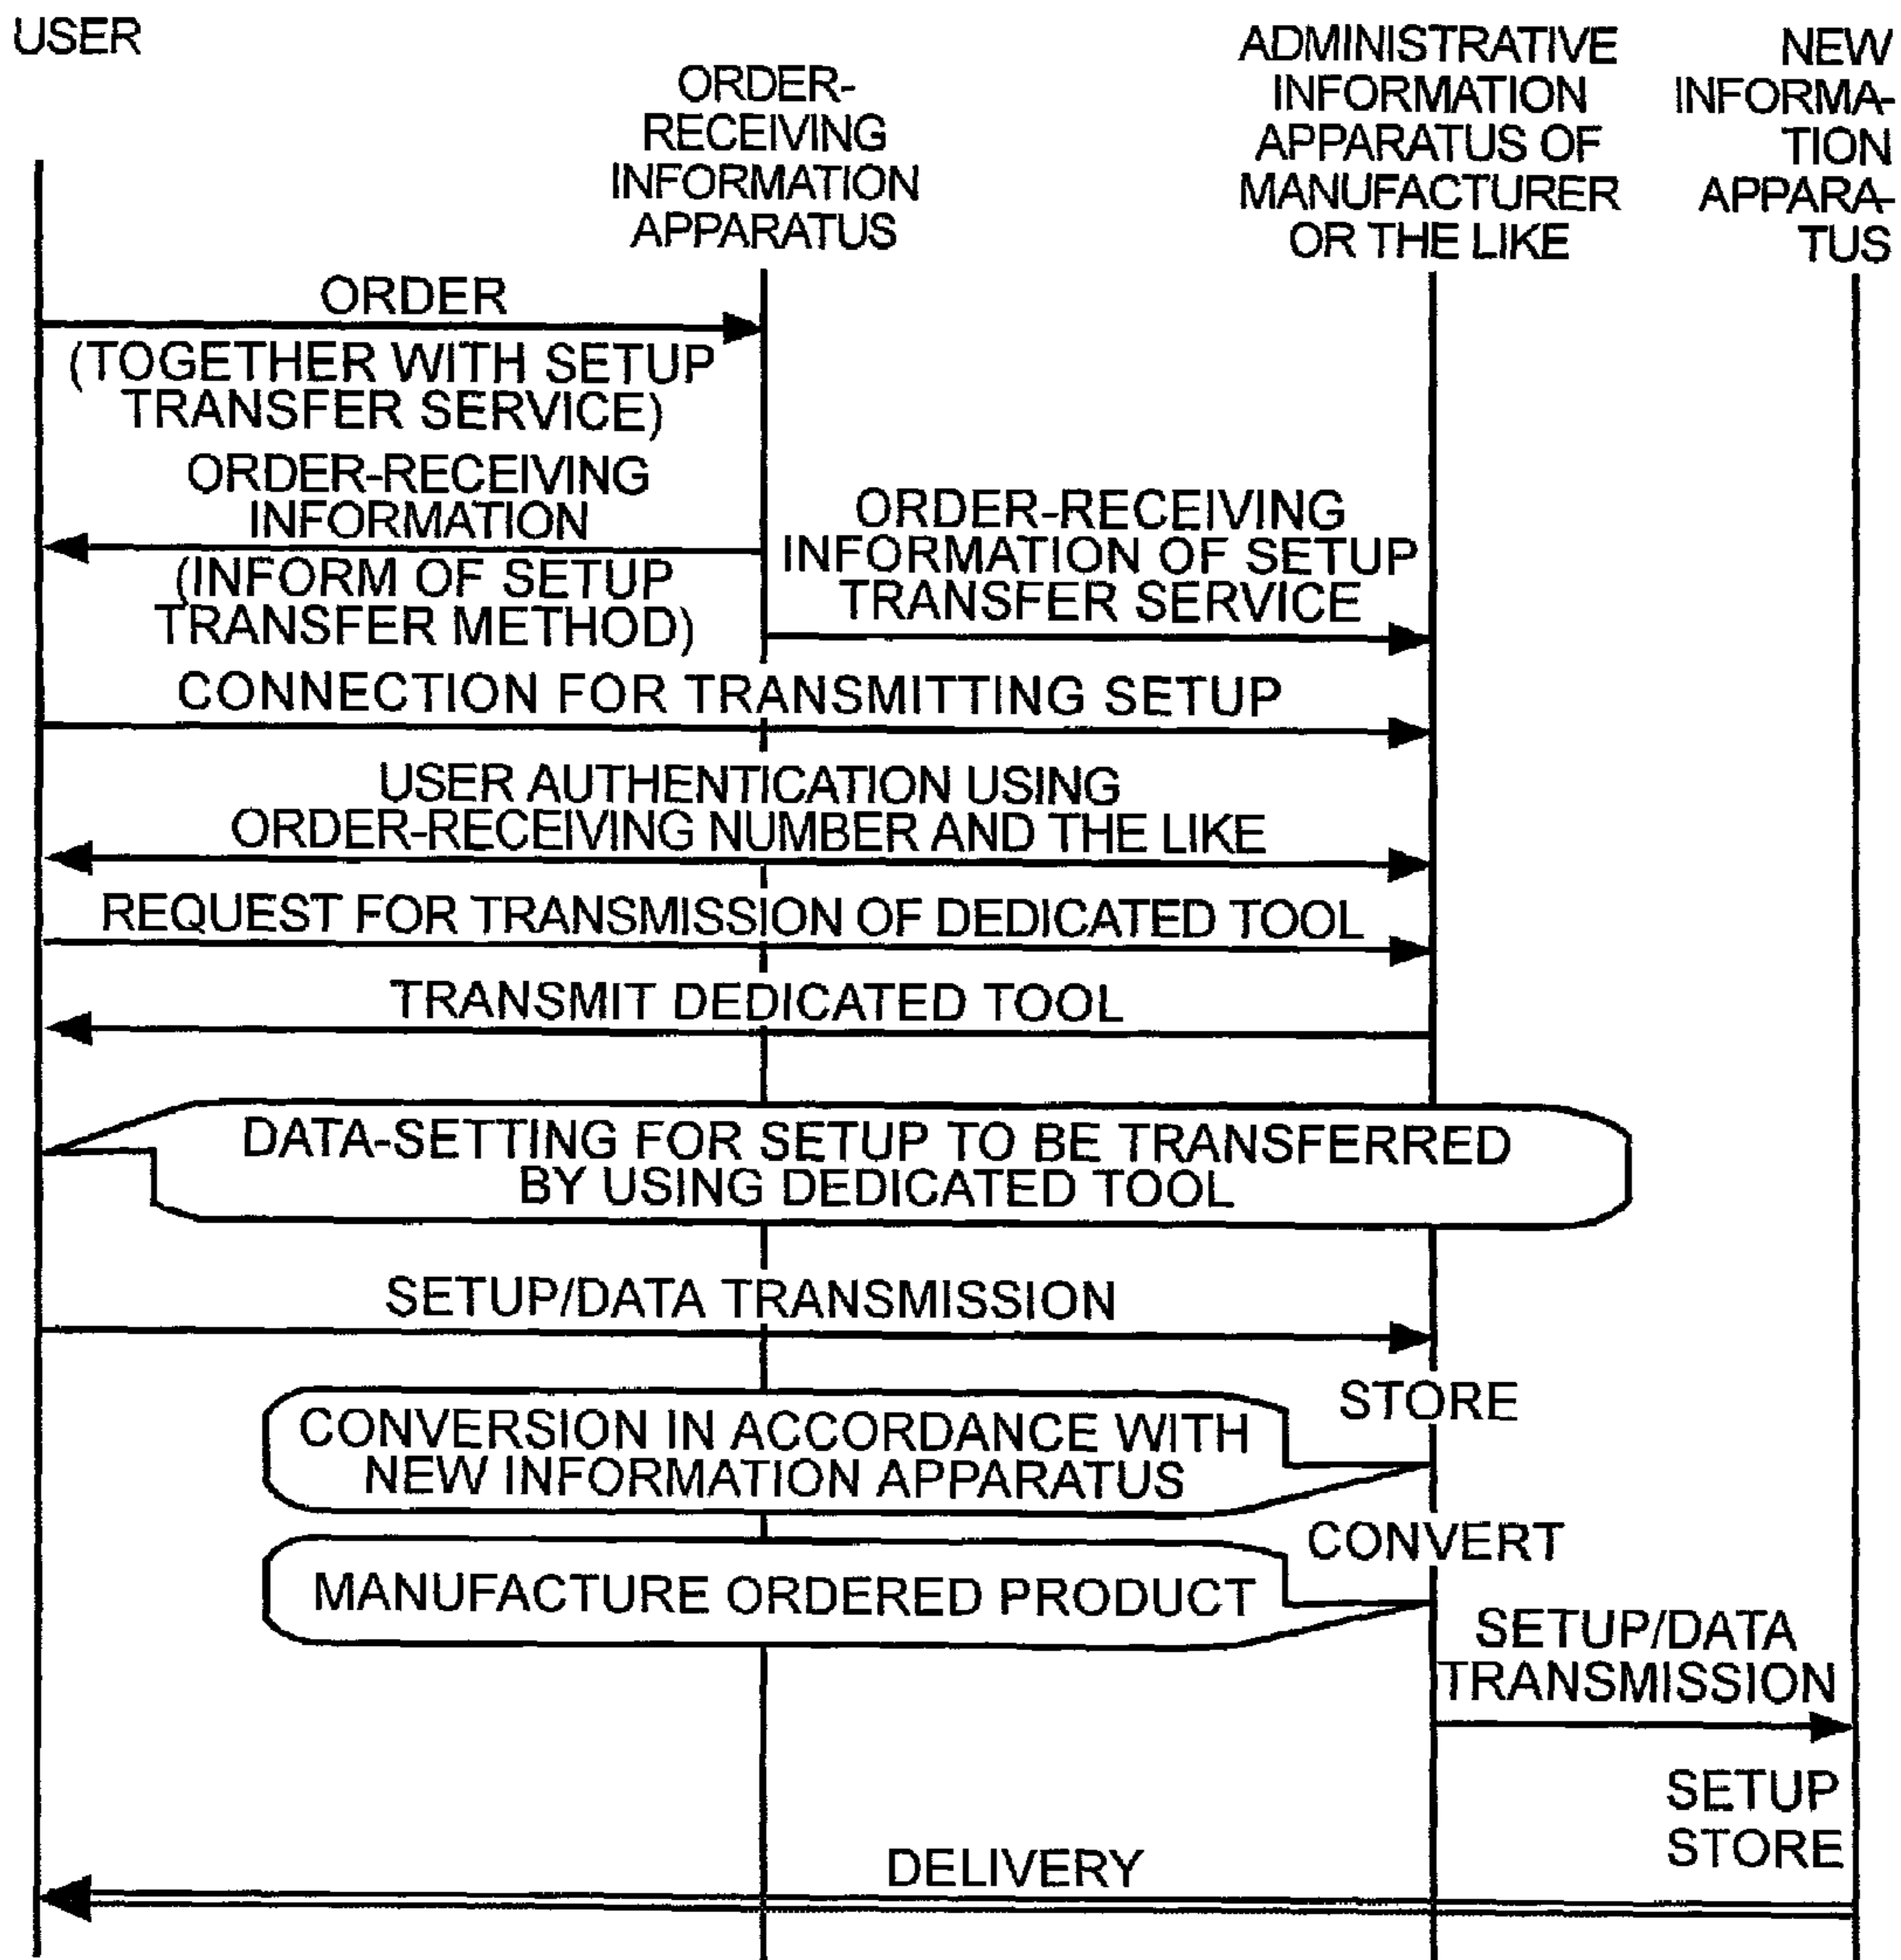 USER
ORDER-
RECEIVING
INFORMATION
APPARATUS
ADMINISTRATIVE
INFORMATION
APPARATUS OF
MANUFACTURER
OR THE LIKE
NEW
INFORMA-
TION
APPARA-
TUS
ORDER
(TOGETHER WITH SETUP
TRANSFER SERVICE)
ORDER-RECEIVING
INFORMATION
(INFORM OF SETUP
TRANSFER METHOD)
ORDER-RECEIVING
INFORMATION OF SETUP
TRANSFER SERVICE
CONNECTION FOR TRANSMITTING SETUP
USER AUTHENTICATION USING
ORDER-RECEIVING NUMBER AND THE LIKE
REQUEST FOR TRANSMISSION OF DEDICATED TOOL
TRANSMIT DEDICATED TOOL
DATA-SETTING FOR SETUP TO BE TRANSFERRED
BY USING DEDICATED TOOL
SETUP/DATA TRANSMISSION
STORE
CONVERSION IN ACCORDANCE WITH
NEW INFORMATION APPARATUS
CONVERT
MANUFACTURE ORDERED PRODUCT
SETUP/DATA
TRANSMISSION
SETUP
STORE
DELIVERY